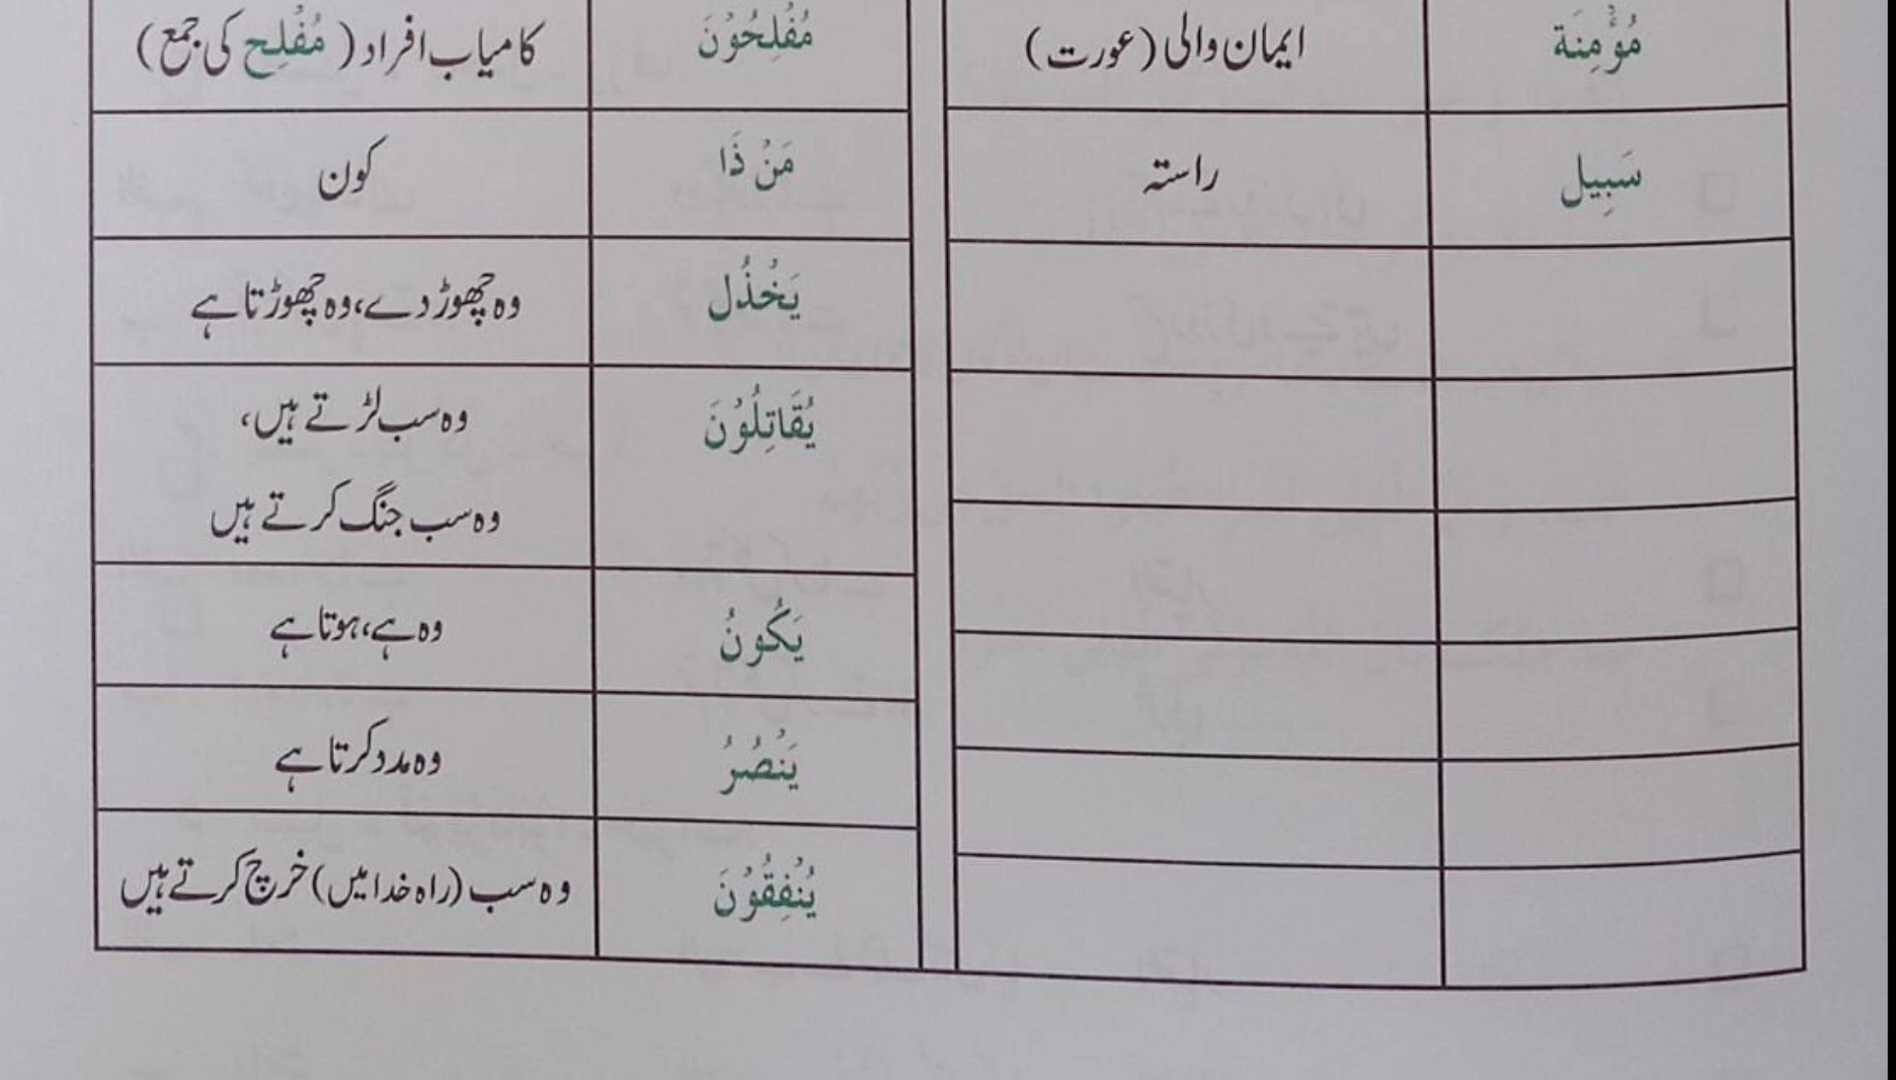 مُؤْمِنَة ایمان والی (عورت)
سَبِيل راستہ
مُفْلِحُوْنَ کامیاب افراد (مُفْلِح کی جمع)
مَنْ ذَا کون
يَخْذُل وہ چھوڑ دے، وہ چھوڑتا ہے
يُقَاتِلُوْنَ وہ سب لڑتے ہیں،
وہ سب جنگ کرتے ہیں
يَكُونُ وہ ہے، ہوتا ہے
يَنْصُرُ وہ مدد کرتا ہے
يُنْفِقُوْنَ وہ سب (راہ خدا میں) خرچ کرتے ہیں